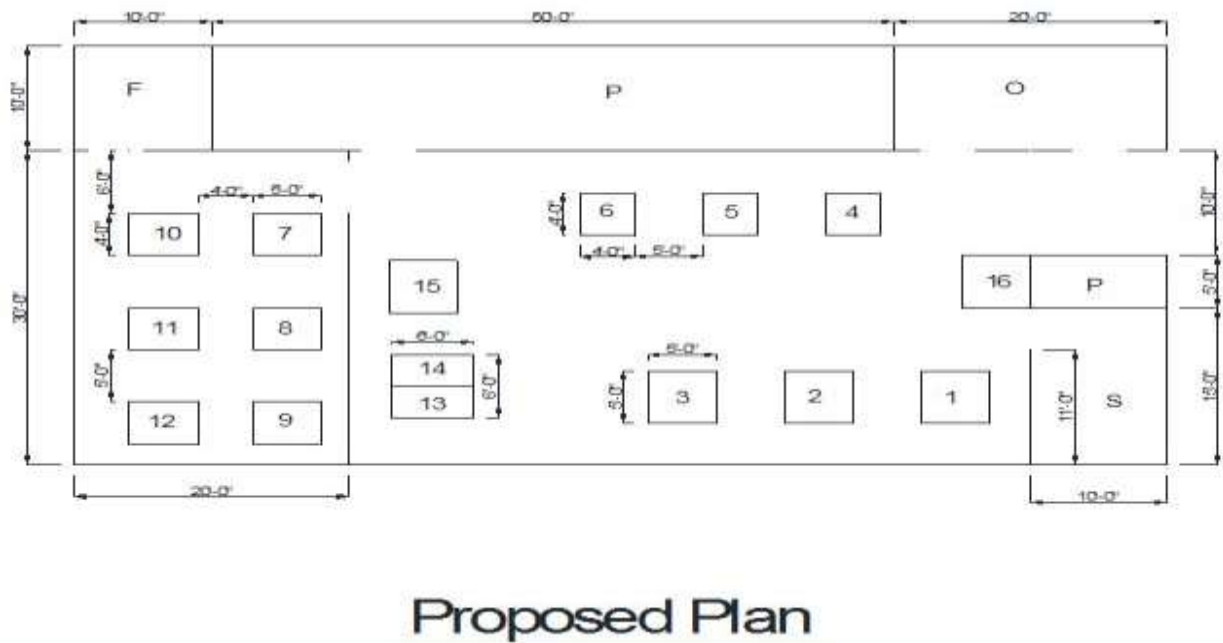 10'-0" 50'-0" 20'-0"
10'-0" F P O
6'-0" 4'-0" 5'-0"
4'-0" 6 5 4 10'-0"
4'-0" 10 7
4'-0" 5'-0"
15 16 P 5'-0"
30'-0" 11 8
6'-0" 5'-0"
5'-0" 14 6'-0"
13 5'-0" 3 2 1 11'-0" S 15'-0"
12 9
20'-0" 10'-0"
Proposed Plan